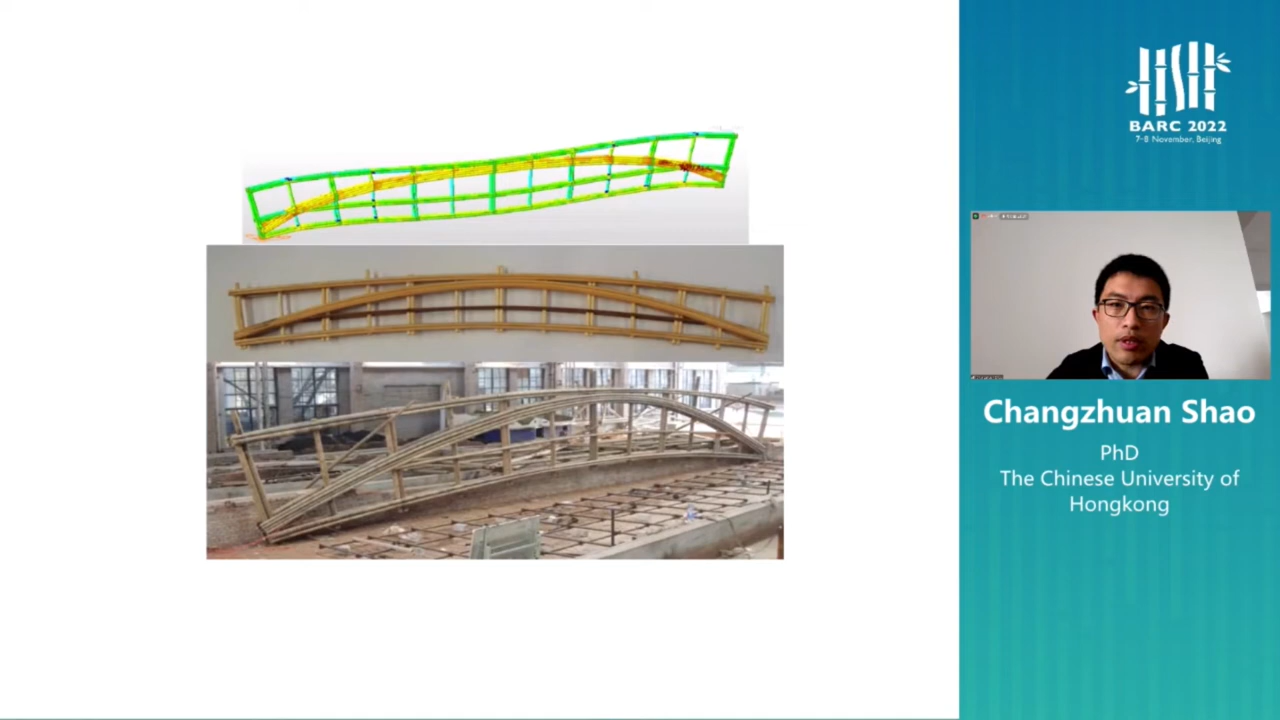 BARC 2022
7-8 November, Beijing
Changzhuan Shao
PhD
The Chinese University of
Hongkong